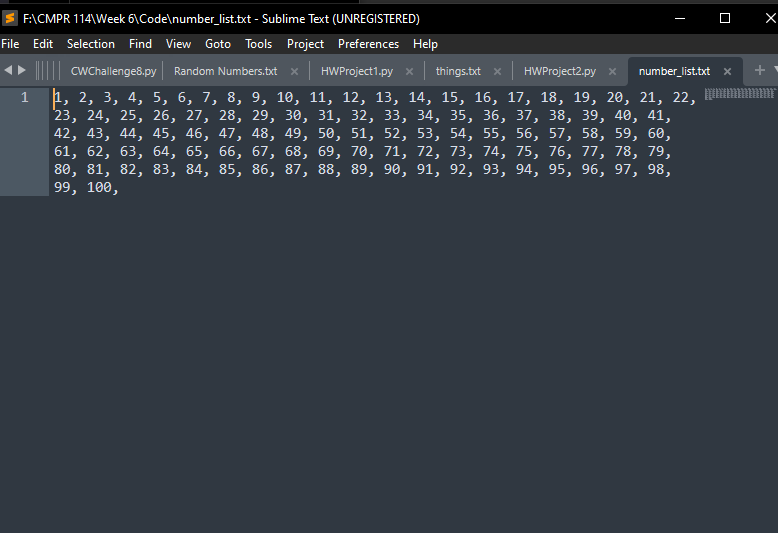 F:\CMPR 114\Week 6\Code\number_list.txt - Sublime Text (UNREGISTERED)
File Edit Selection Find View Goto Tools Project Preferences Help
CWChallenge8.py Random Numbers.txt HWProject1.py things.txt HWProject2.py number_list.txt
1 1, 2, 3, 4, 5, 6, 7, 8, 9, 10, 11, 12, 13, 14, 15, 16, 17, 18, 19, 20, 21, 22,
23, 24, 25, 26, 27, 28, 29, 30, 31, 32, 33, 34, 35, 36, 37, 38, 39, 40, 41,
42, 43, 44, 45, 46, 47, 48, 49, 50, 51, 52, 53, 54, 55, 56, 57, 58, 59, 60,
61, 62, 63, 64, 65, 66, 67, 68, 69, 70, 71, 72, 73, 74, 75, 76, 77, 78, 79,
80, 81, 82, 83, 84, 85, 86, 87, 88, 89, 90, 91, 92, 93, 94, 95, 96, 97, 98,
99, 100,